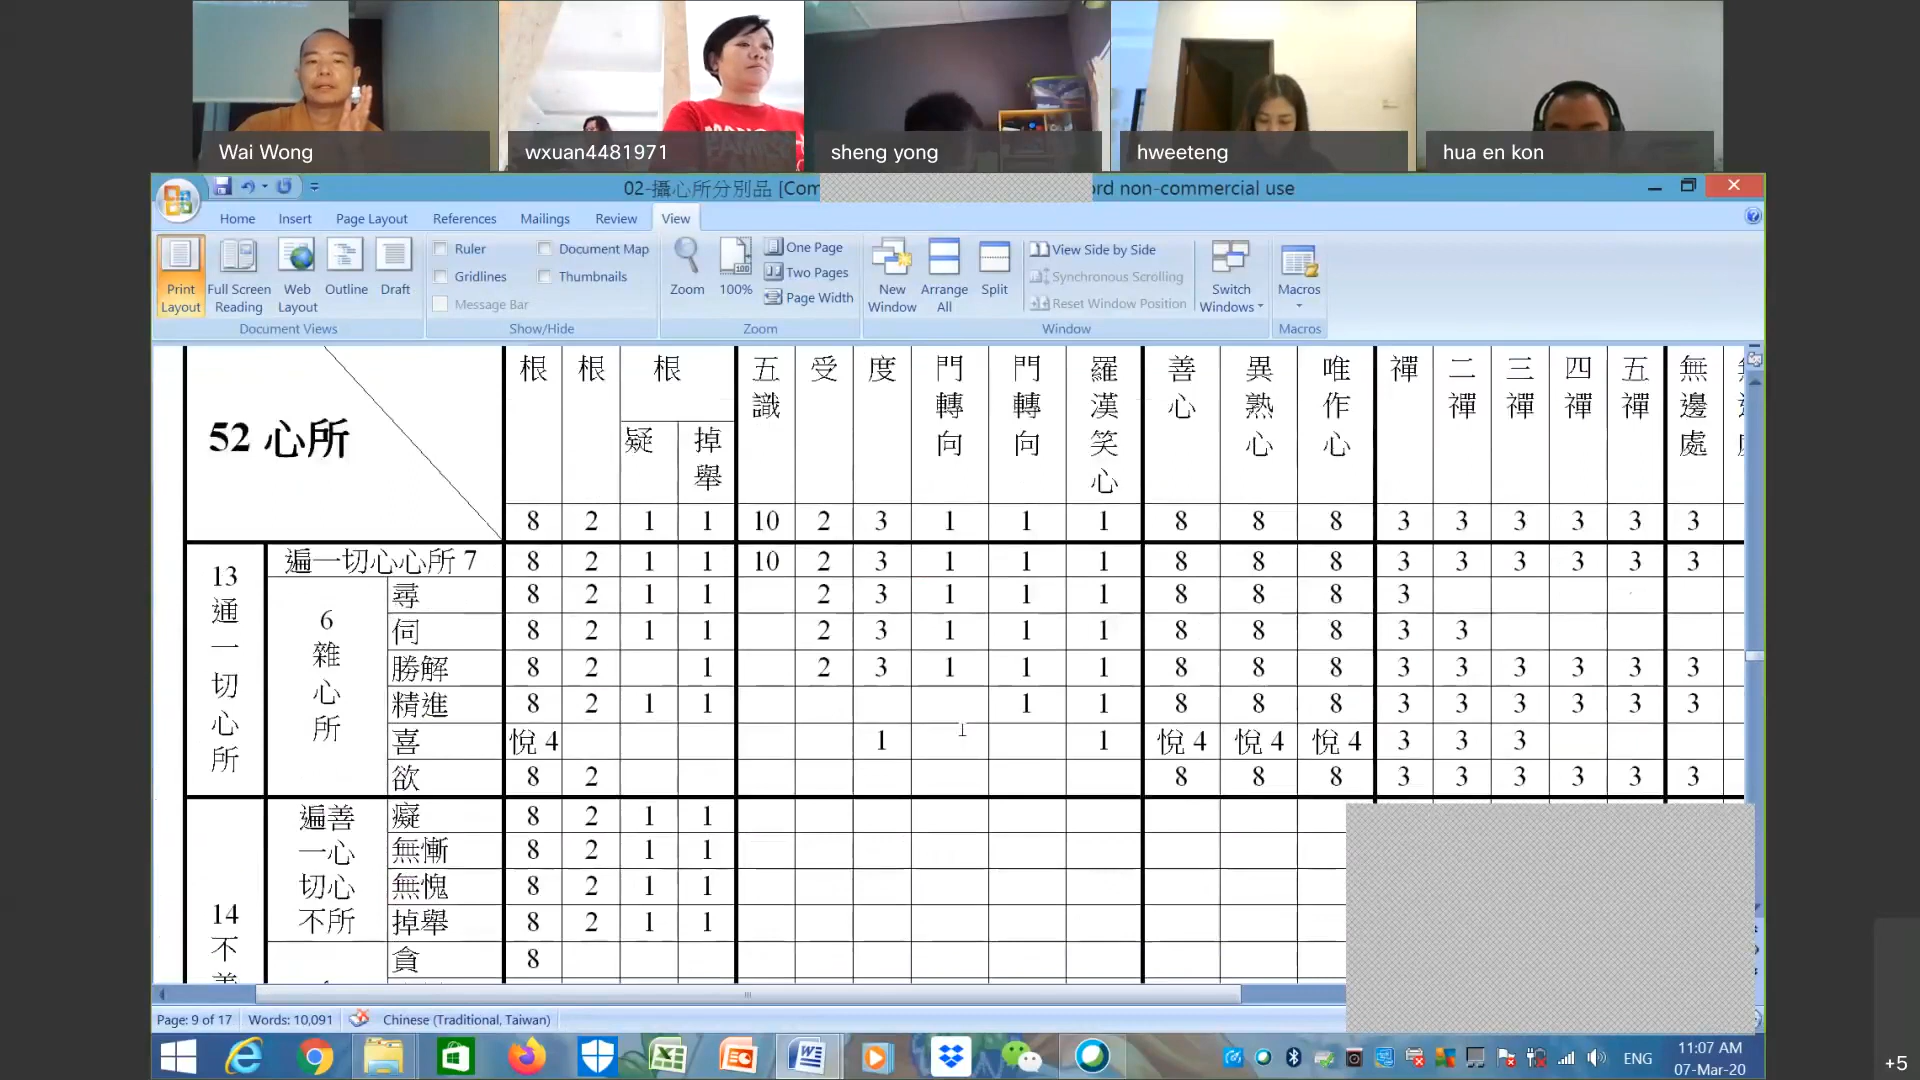 Wai Wong
wxuan4481971
sheng yong
hweeteng
hua en kon
02-攝心所分別品 [Com
ord non-commercial use
Home Insert Page Layout References Mailings Review View
Ruler
Gridlines
Message Bar
Document Map
Thumbnails
One Page
Two Pages
Page Width
View Side by Side
Synchronous Scrolling
Reset Window Position
Print Layout
Full Screen Reading
Web Layout
Outline
Draft
Zoom
100%
New Window
Arrange All
Split
Switch Windows
Macros
Document Views Show/Hide Zoom Window Macros
52 心所
根 根 根 五識 受 度 門轉向 門轉向 羅漢笑心 善心 異熟心 唯作心 禪 二禪 三禪 四禪 五禪 無邊處
疑 掉舉
8 2 1 1 10 2 3 1 1 1 8 8 8 3 3 3 3 3 3
13通一切心所
遍一切心心所 7 8 2 1 1 10 2 3 1 1 1 8 8 8 3 3 3 3 3 3
6雜心所
尋 8 2 1 1 2 3 1 1 1 8 8 8 3
伺 8 2 1 1 2 3 1 1 1 8 8 8 3 3
勝解 8 2 1 2 3 1 1 1 8 8 8 3 3 3 3 3 3
精進 8 2 1 1 1 1 8 8 8 3 3 3 3 3 3
喜 悅 4 1 1 悅 4 悅 4 悅 4 3 3 3
欲 8 2 8 8 8 3 3 3 3 3 3
14不善
遍善
一心
切心
不所
癡 8 2 1 1
無慚 8 2 1 1
無愧 8 2 1 1
掉舉 8 2 1 1
貪 8
Page: 9 of 17 Words: 10,091 Chinese (Traditional, Taiwan)
ENG
11:07 AM
07-Mar-20
+5